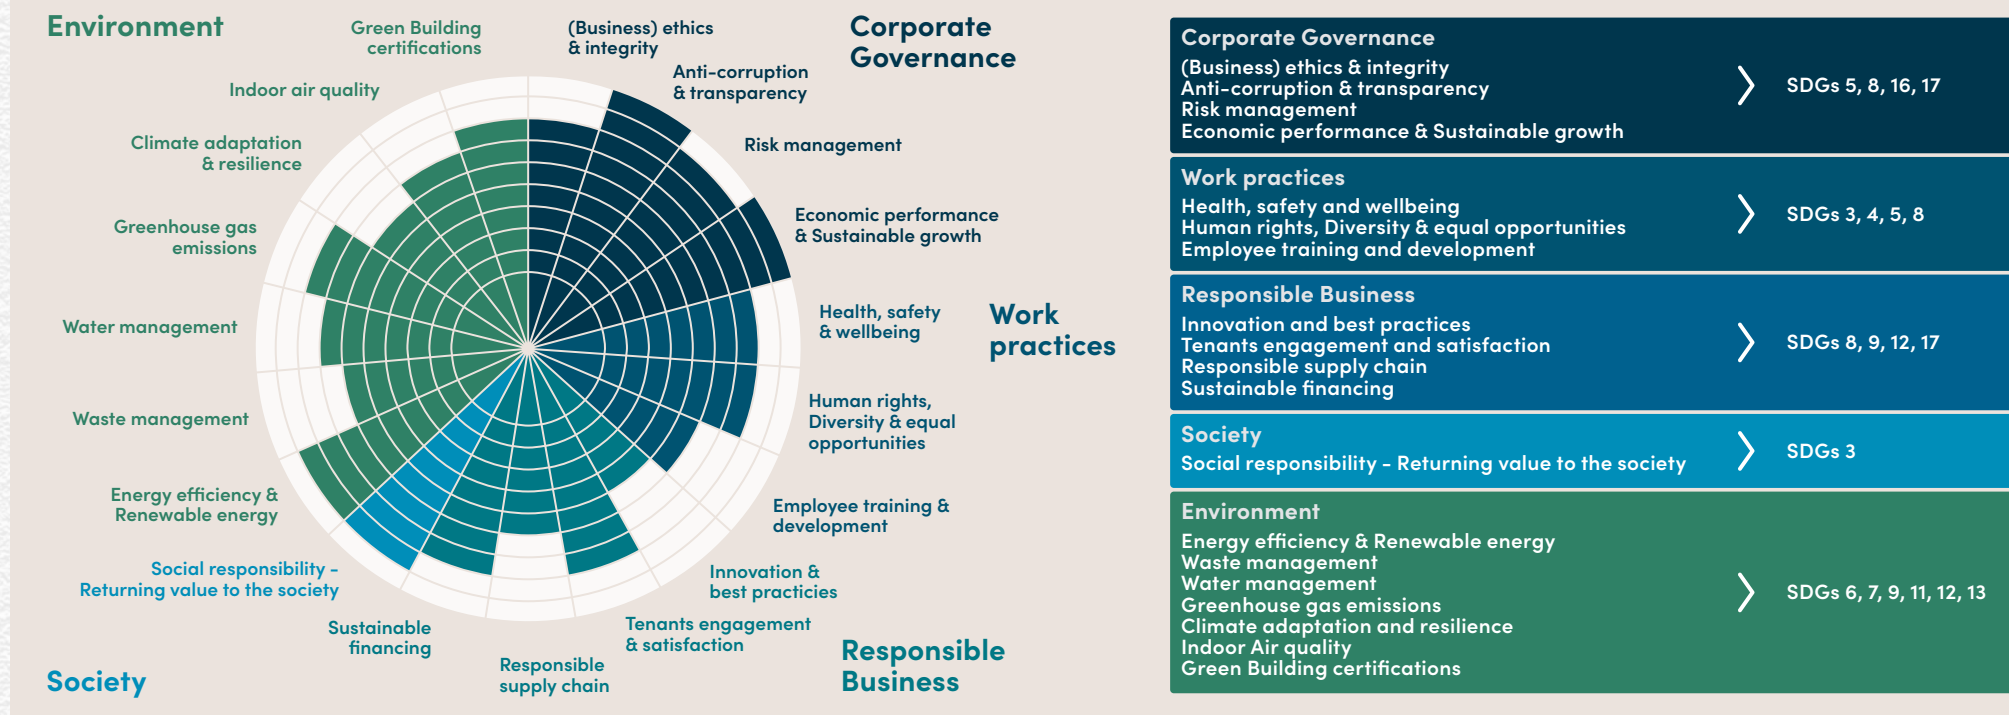 Environment
Green Building
certifications
(Business) ethics
& integrity
Corporate
Governance
Anti-corruption
& transparency
Indoor air quality
Risk management
Climate adaptation
& resilience
Economic performance
& Sustainable growth
Greenhouse gas
emissions
Health, safety
& wellbeing
Work
practices
Water management
Human rights,
Diversity & equal
opportunities
Waste management
Employee training &
development
Energy efficiency &
Renewable energy
Innovation &
best practicies
Social responsibility -
Returning value to the society
Tenants engagement
& satisfaction
Sustainable
financing
Responsible
supply chain
Responsible
Business
Society
Corporate Governance
(Business) ethics & integrity
Anti-corruption & transparency
Risk management
Economic performance & Sustainable growth
SDGs 5, 8, 16, 17
Work practices
Health, safety and wellbeing
Human rights, Diversity & equal opportunities
Employee training and development
SDGs 3, 4, 5, 8
Responsible Business
Innovation and best practices
Tenants engagement and satisfaction
Responsible supply chain
Sustainable financing
SDGs 8, 9, 12, 17
Society
Social responsibility - Returning value to the society
SDGs 3
Environment
Energy efficiency & Renewable energy
Waste management
Water management
Greenhouse gas emissions
Climate adaptation and resilience
Indoor Air quality
Green Building certifications
SDGs 6, 7, 9, 11, 12, 13